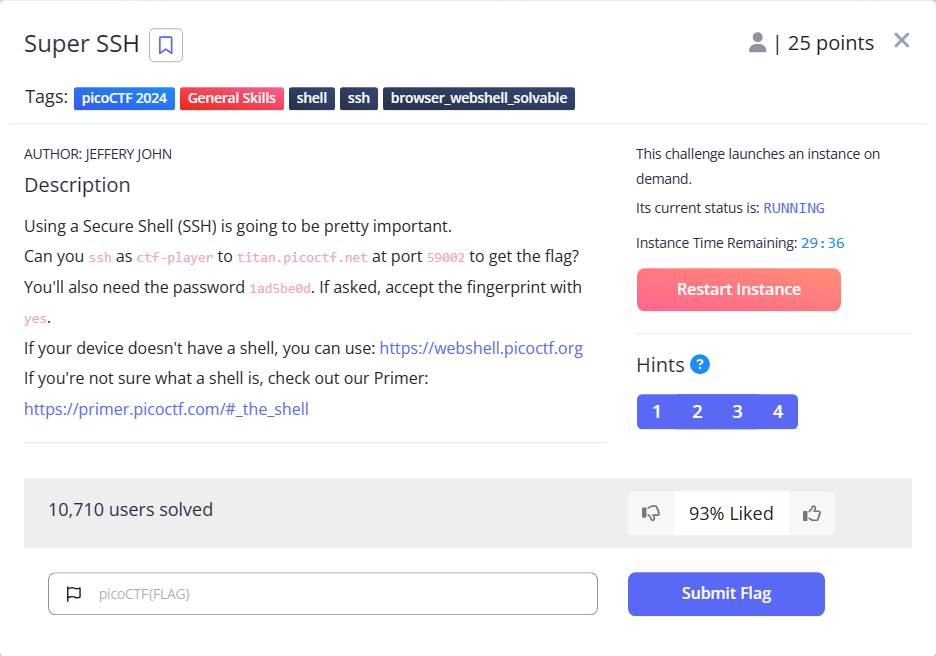 Super SSH
| 25 points
Tags: picoCTF 2024 General Skills shell ssh browser_webshell_solvable
AUTHOR: JEFFERY JOHN
Description
Using a Secure Shell (SSH) is going to be pretty important.
Can you ssh as ctf-player to titan.picoctf.net at port 59002 to get the flag?
You'll also need the password 1ad5be0d. If asked, accept the fingerprint with
yes.
If your device doesn't have a shell, you can use: https://webshell.picoctf.org
If you're not sure what a shell is, check out our Primer:
https://primer.picoctf.com/#_the_shell
This challenge launches an instance on
demand.
Its current status is: RUNNING
Instance Time Remaining: 29:36
Restart Instance
Hints ?
1 2 3 4
10,710 users solved
93% Liked
picoCTF{FLAG}
Submit Flag